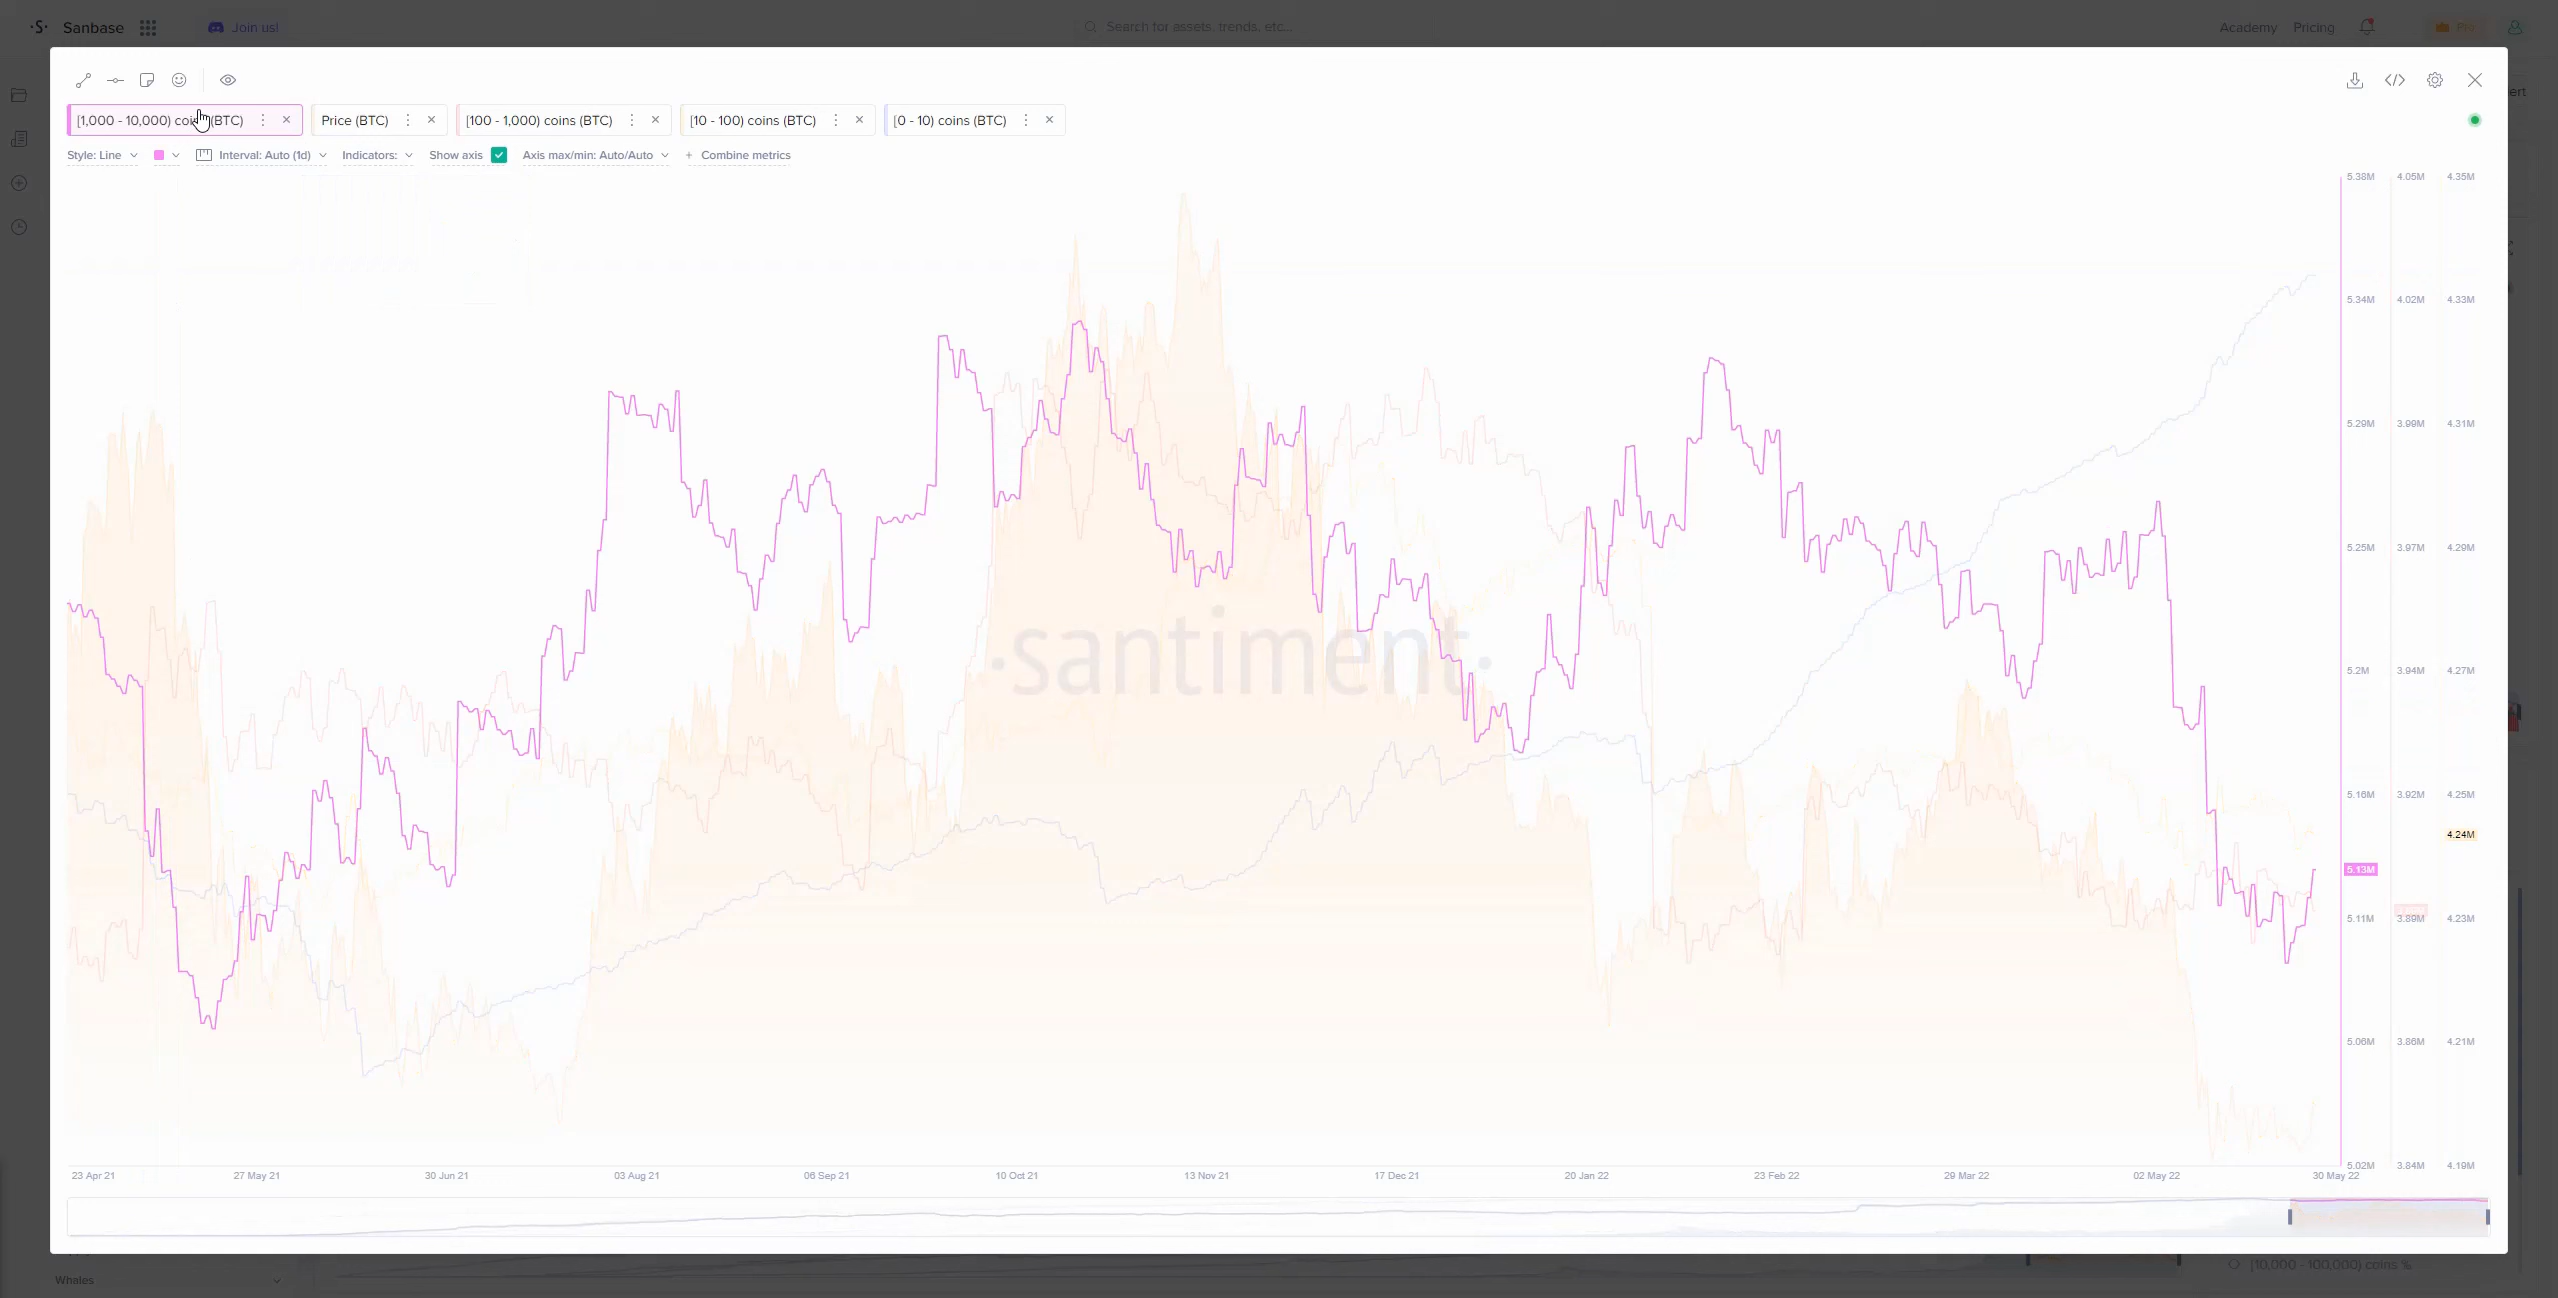 Sanbase
Join us!
Search for assets, trends, etc...
Academy
Pricing
Pro
[1,000 - 10,000) coins (BTC)
Price (BTC)
[100 - 1,000) coins (BTC)
[10 - 100) coins (BTC)
[0 - 10) coins (BTC)
Style: Line
Interval: Auto (1d)
Indicators:
Show axis
Axis max/min: Auto/Auto
+ Combine metrics
5.38M 4.05M 4.35M
5.34M 4.02M 4.33M
5.29M 3.99M 4.31M
5.25M 3.97M 4.29M
·santiment·
5.2M 3.94M 4.27M
5.16M 3.92M 4.25M
4.24M
5.13M
5.11M 3.89M 4.23M
5.06M 3.86M 4.21M
5.02M 3.84M 4.19M
23 Apr 21 27 May 21 30 Jun 21 03 Aug 21 06 Sep 21 10 Oct 21 13 Nov 21 17 Dec 21 20 Jan 22 23 Feb 22 29 Mar 22 02 May 22 30 May 22
Whales
[10,000 - 100,000) coins %